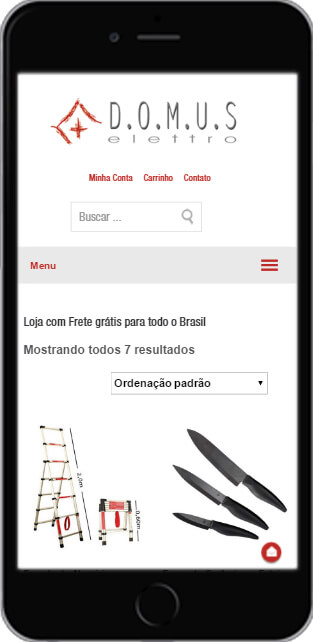 D.O.M.U.S
elettro
Minha Conta Carrinho Contato
Buscar ...
Menu
Loja com Frete grátis para todo o Brasil
Mostrando todos 7 resultados
Ordenação padrão
2,0m
0,60m